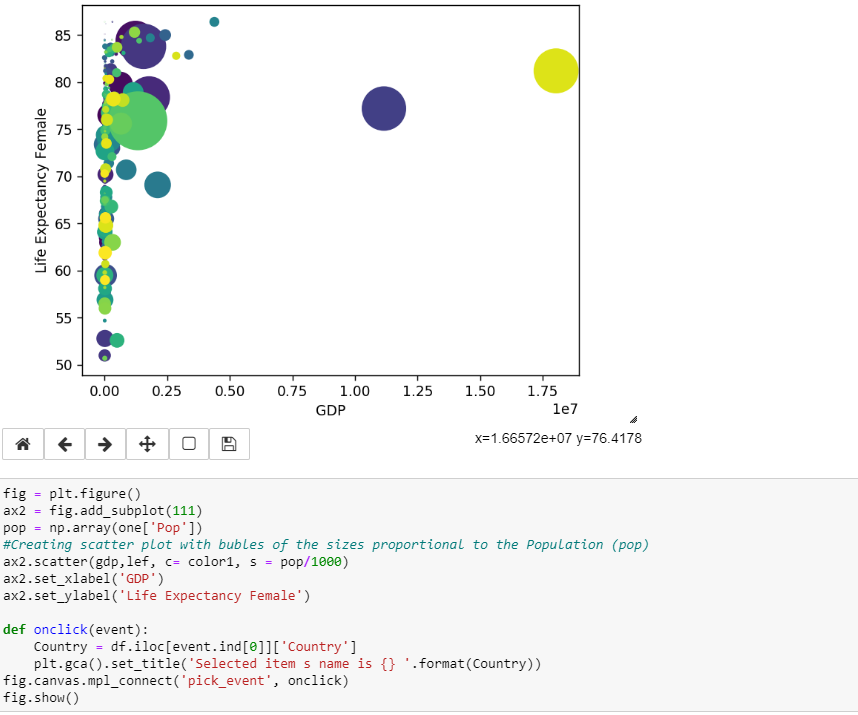 85
80
75
70
65
60
55
50
Life Expectancy Female
0.00 0.25 0.50 0.75 1.00 1.25 1.50 1.75
1e7
GDP
x=1.66572e+07 y=76.4178
fig = plt.figure()
ax2 = fig.add_subplot(111)
pop = np.array(one['Pop'])
#Creating scatter plot with bubles of the sizes proportional to the Population (pop)
ax2.scatter(gdp,lef, c= color1, s = pop/1000)
ax2.set_xlabel('GDP')
ax2.set_ylabel('Life Expectancy Female')
def onclick(event):
    Country = df.iloc[event.ind[0]]['Country']
    plt.gca().set_title('Selected item s name is {} '.format(Country))
fig.canvas.mpl_connect('pick_event', onclick)
fig.show()